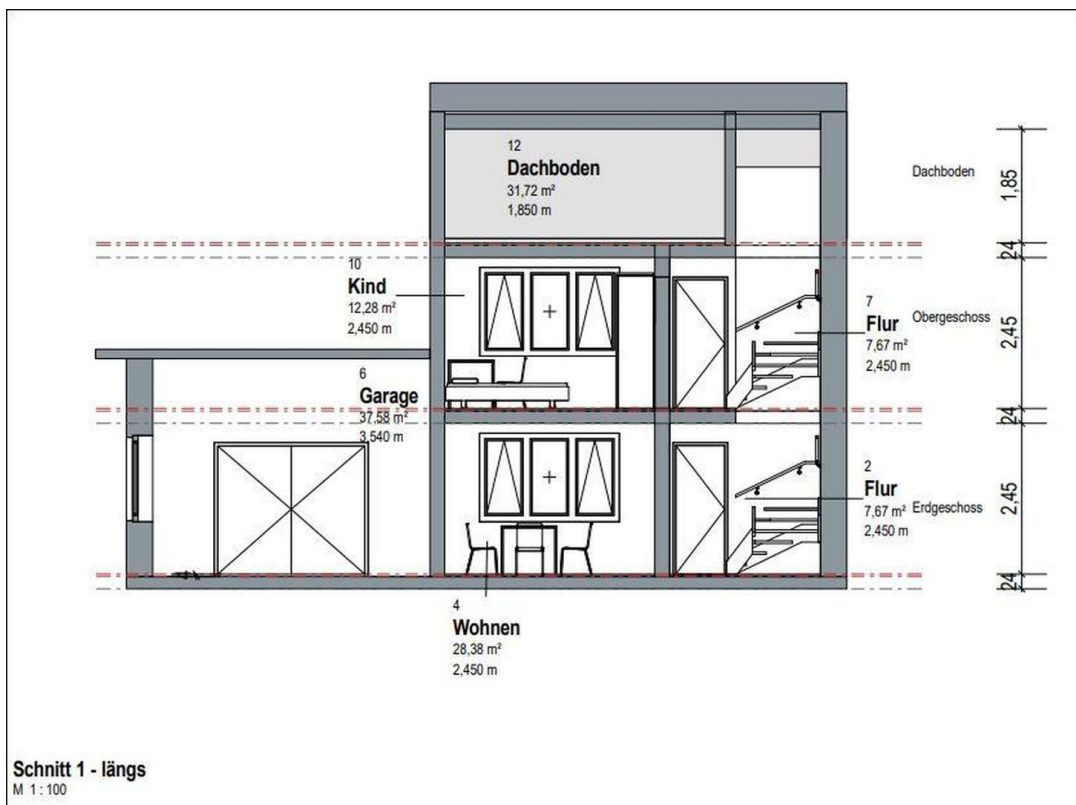 12
Dachboden
31,72 m²
1,850 m
Dachboden
1,85
24
10
Kind
12,28 m²
2,450 m
7
Flur
7,67 m²
2,450 m
Obergeschoss
2,45
6
Garage
37,58 m²
3,540 m
24
2
Flur
7,67 m²
2,450 m
Erdgeschoss
2,45
24
4
Wohnen
28,38 m²
2,450 m
Schnitt 1 - längs
M 1 : 100